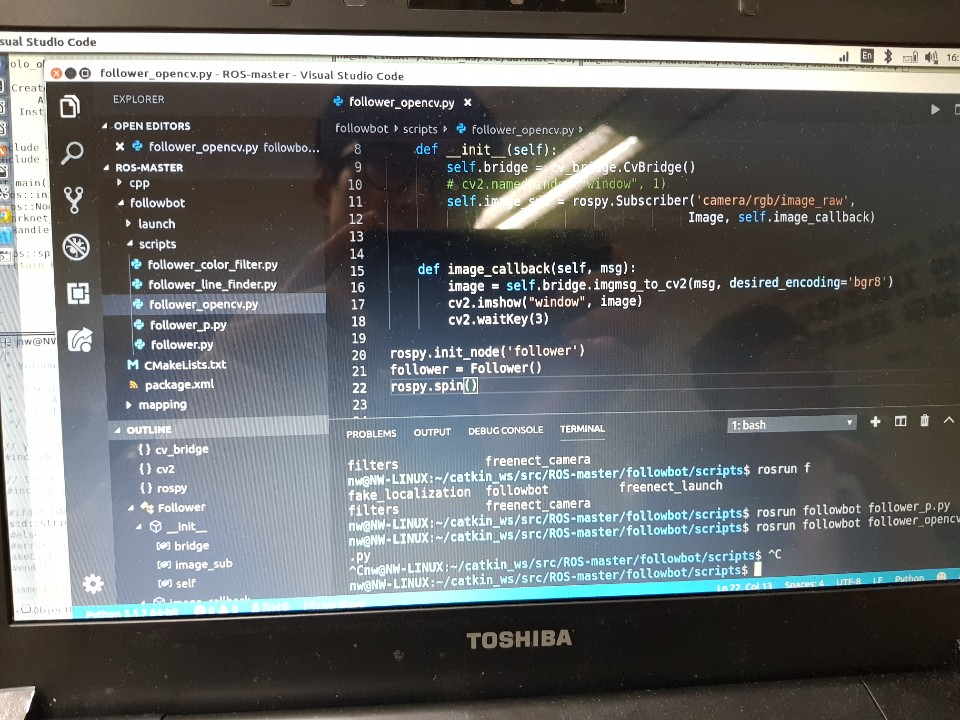 sual Studio Code
En
16:
follower_opencv.py - ROS-master - Visual Studio Code
EXPLORER
OPEN EDITORS
follower_opencv.py followbo...
ROS-MASTER
cpp
followbot
launch
scripts
follower_color_filter.py
follower_line_finder.py
follower_opencv.py
follower_p.py
follower.py
CMakeLists.txt
package.xml
mapping
OUTLINE
{ } cv_bridge
{ } cv2
{ } rospy
Follower
__init__
bridge
image_sub
self
image_callback
follower_opencv.py
followbot › scripts › follower_opencv.py ›
8 def __init__(self):
9 self.bridge = cv_bridge.CvBridge()
10 # cv2.namedWindow("window", 1)
11 self.image_sub = rospy.Subscriber('camera/rgb/image_raw',
12 Image, self.image_callback)
13
14
15 def image_callback(self, msg):
16 image = self.bridge.imgmsg_to_cv2(msg, desired_encoding='bgr8')
17 cv2.imshow("window", image)
18 cv2.waitKey(3)
19
20 rospy.init_node('follower')
21 follower = Follower()
22 rospy.spin()
23
PROBLEMS OUTPUT DEBUG CONSOLE TERMINAL 1: bash
filters freenect_camera
nw@NW-LINUX:~/catkin_ws/src/ROS-master/followbot/scripts$ rosrun f
fake_localization followbot freenect_launch
filters freenect_camera
nw@NW-LINUX:~/catkin_ws/src/ROS-master/followbot/scripts$ rosrun followbot follower_p.py
nw@NW-LINUX:~/catkin_ws/src/ROS-master/followbot/scripts$ rosrun followbot follower_opencv
.py
^Cnw@NW-LINUX:~/catkin_ws/src/ROS-master/followbot/scripts$ ^C
nw@NW-LINUX:~/catkin_ws/src/ROS-master/followbot/scripts$
Ln 22, Col 13 Spaces: 4 UTF-8 LF Python
TOSHIBA